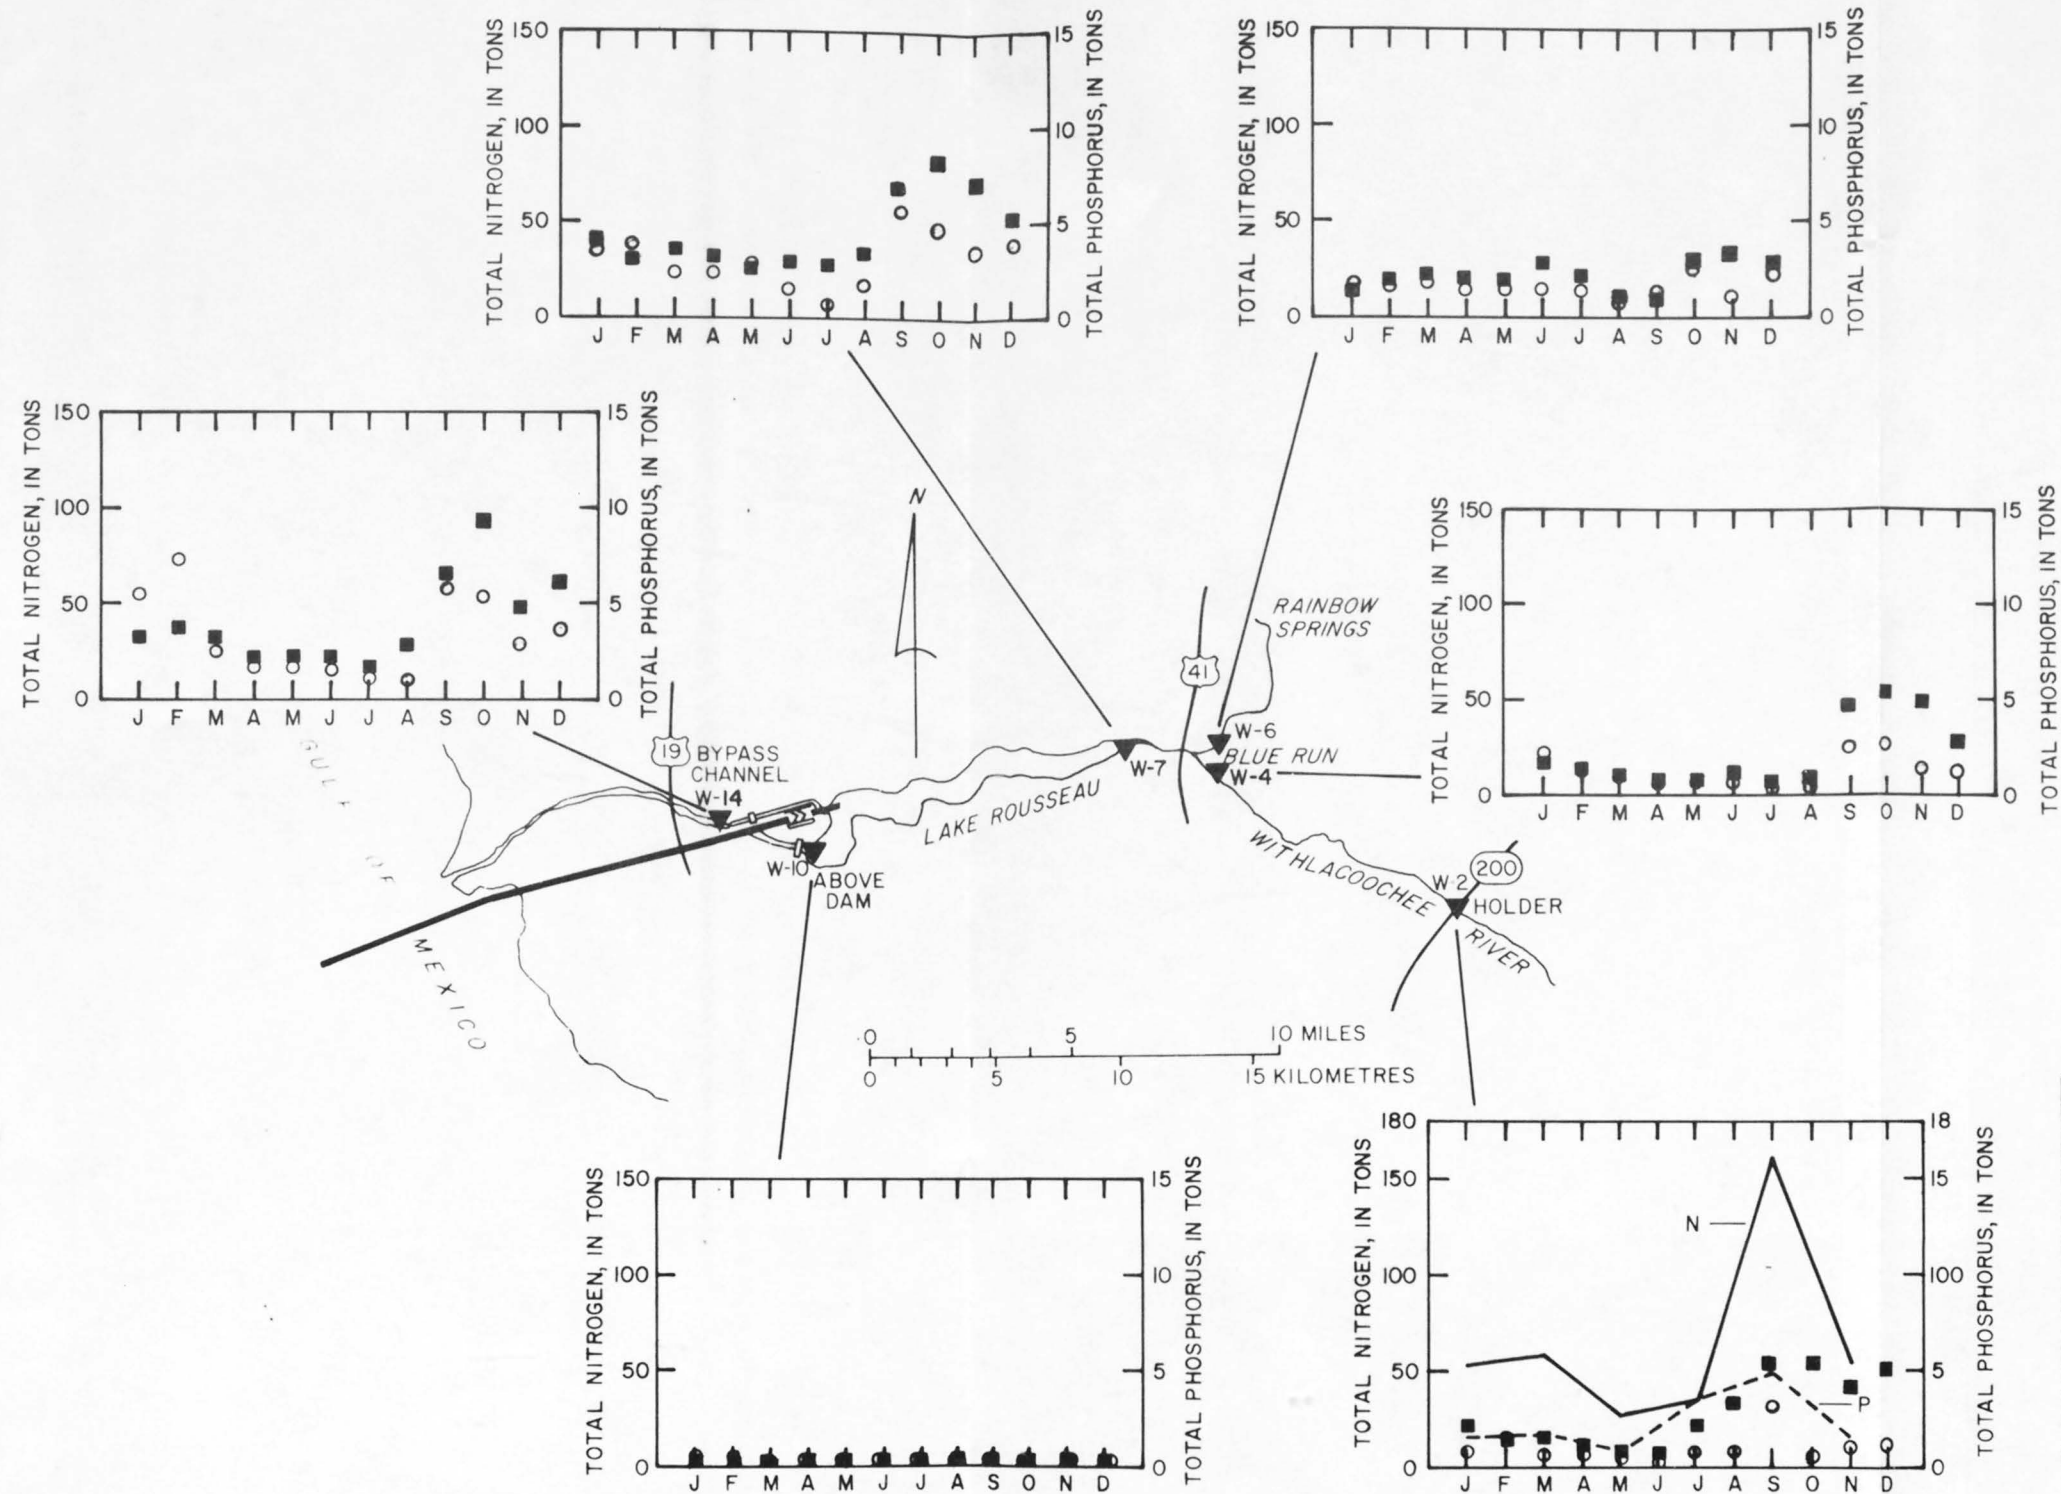 TOTAL NITROGEN, IN TONS
150
100
50
0
J F M A M J J A S O N D
15
10
5
0
TOTAL PHOSPHORUS, IN TONS
TOTAL NITROGEN, IN TONS
150
100
50
0
J F M A M J J A S O N D
15
10
5
0
TOTAL PHOSPHORUS, IN TONS
TOTAL NITROGEN, IN TONS
150
100
50
0
J F M A M J J A S O N D
15
10
5
0
TOTAL PHOSPHORUS, IN TONS
TOTAL NITROGEN, IN TONS
150
100
50
0
J F M A M J J A S O N D
15
10
5
0
TOTAL PHOSPHORUS, IN TONS
N
RAINBOW
SPRINGS
41
W-6
BLUE RUN
W-4
W-7
19
BYPASS
CHANNEL
W-14
LAKE ROUSSEAU
W-10
ABOVE
DAM
WITHLACOOCHEE
RIVER
200
W-2
HOLDER
GULF OF
MEXICO
0 5 10 MILES
0 5 10 15 KILOMETRES
TOTAL NITROGEN, IN TONS
150
100
50
0
J F M A M J J A S O N D
15
10
5
0
TOTAL PHOSPHORUS, IN TONS
TOTAL NITROGEN, IN TONS
180
150
100
50
0
N
P
J F M A M J J A S O N D
18
15
100
5
0
TOTAL PHOSPHORUS, IN TONS